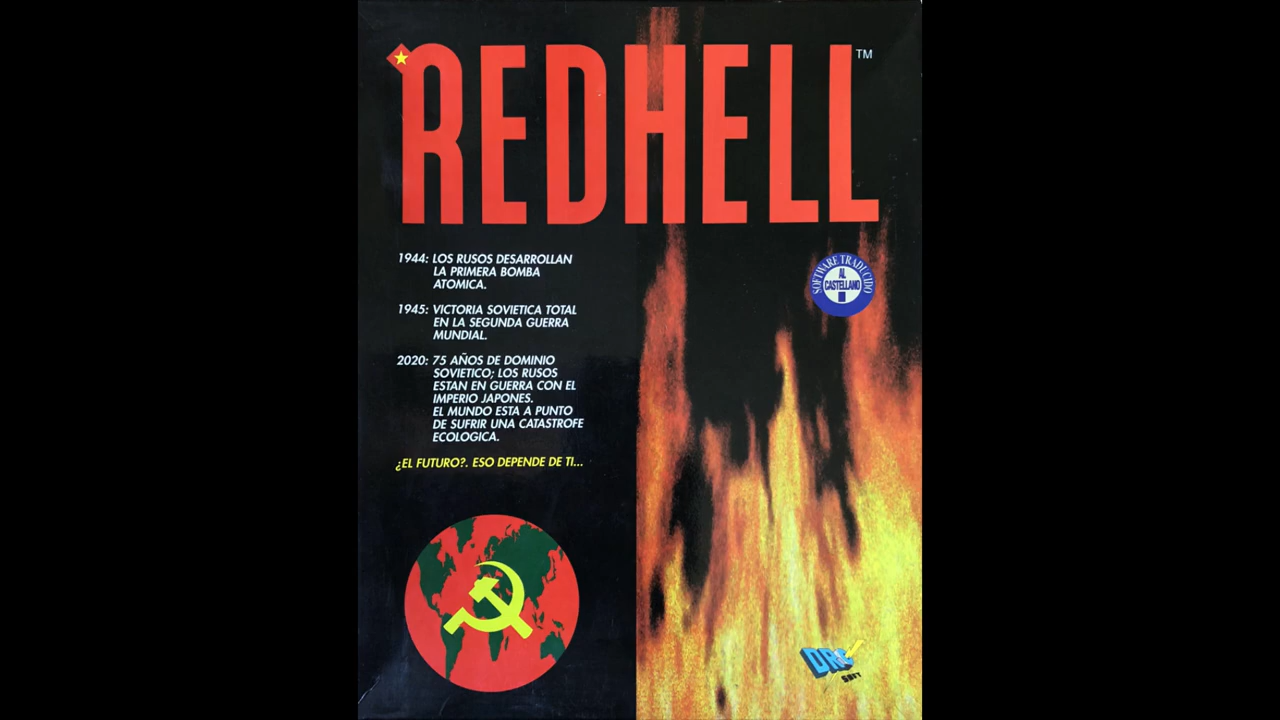 REDHELL TM
1944: LOS RUSOS DESARROLLAN
LA PRIMERA BOMBA
ATOMICA.
1945: VICTORIA SOVIETICA TOTAL
EN LA SEGUNDA GUERRA
MUNDIAL.
2020: 75 AÑOS DE DOMINIO
SOVIETICO; LOS RUSOS
ESTAN EN GUERRA CON EL
IMPERIO JAPONES.
EL MUNDO ESTA A PUNTO
DE SUFRIR UNA CATASTROFE
ECOLOGICA.
¿EL FUTURO?. ESO DEPENDE DE TI...
SOFTWARE TRADUCIDO
AL
CASTELLANO
DRO
SOFT